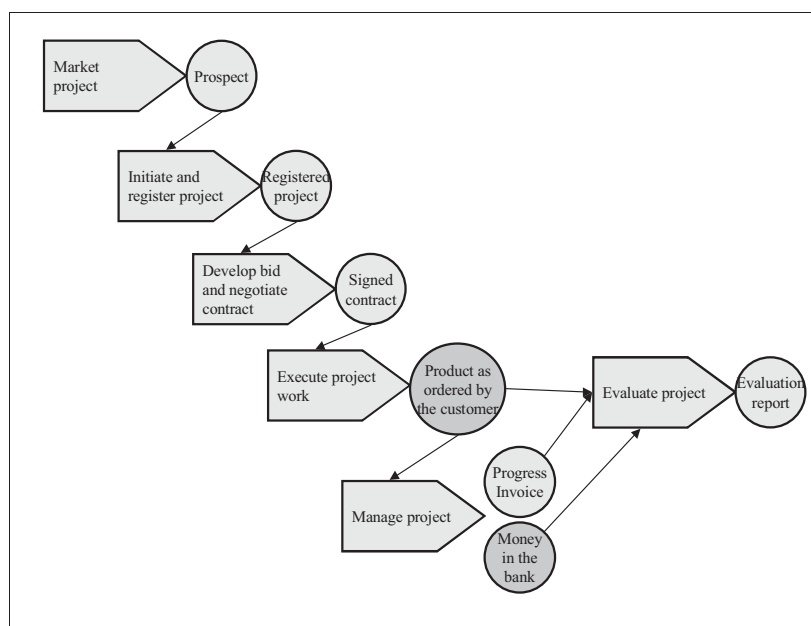 Market
project
Prospect
Initiate and
register project
Registered
project
Develop bid
and negotiate
contract
Signed
contract
Execute project
work
Product as
ordered by
the customer
Evaluate project
Evaluation
report
Manage project
Progress
Invoice
Money
in the
bank